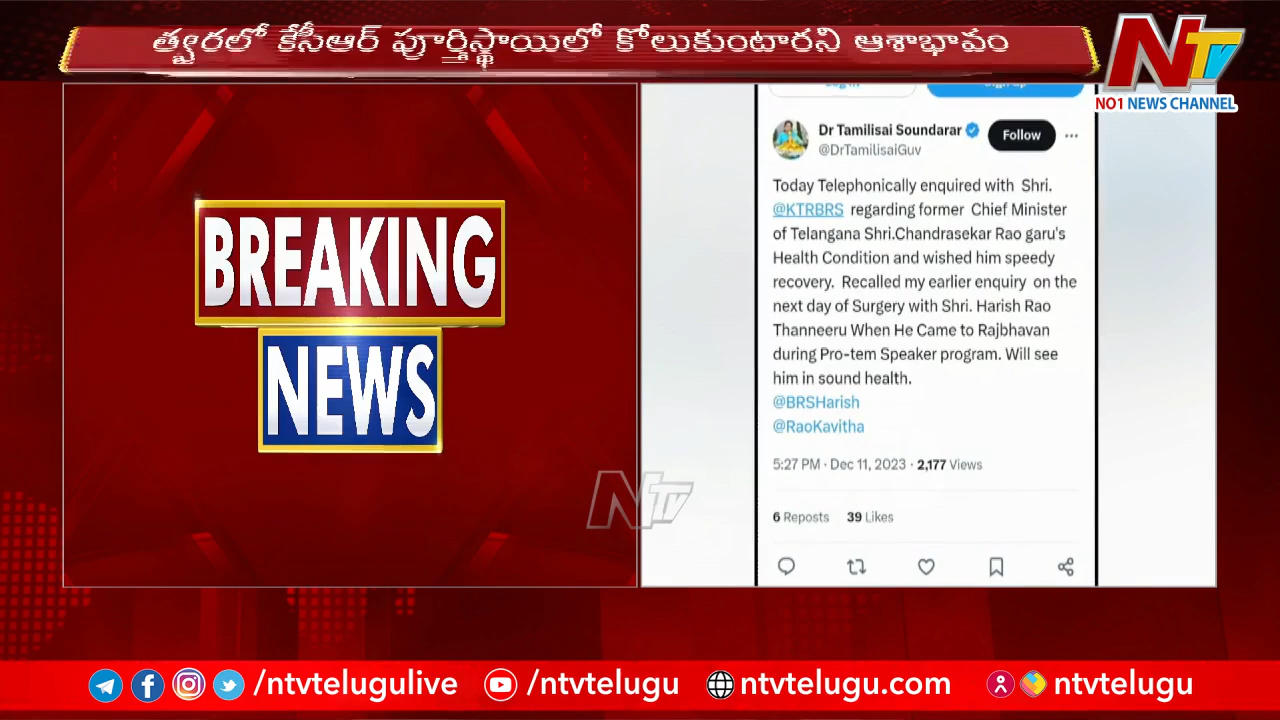 త్వరలో కేసీఆర్ పూర్తిస్థాయిలో కోలుకుంటారని ఆశాభావం
NTV
NO1 NEWS CHANNEL
BREAKING
NEWS
Dr Tamilisai Soundarar
Follow
@DrTamilisaiGuv
Today Telephonically enquired with Shri.
@KTRBRS regarding former Chief Minister
of Telangana Shri.Chandrasekar Rao garu's
Health Condition and wished him speedy
recovery. Recalled my earlier enquiry on the
next day of Surgery with Shri. Harish Rao
Thanneeru When He Came to Rajbhavan
during Pro-tem Speaker program. Will see
him in sound health.
@BRSHarish
@RaoKavitha
5:27 PM · Dec 11, 2023 · 2,177 Views
6 Reposts 39 Likes
NTV
/ntvtelugulive /ntvtelugu ntvtelugu.com ntvtelugu